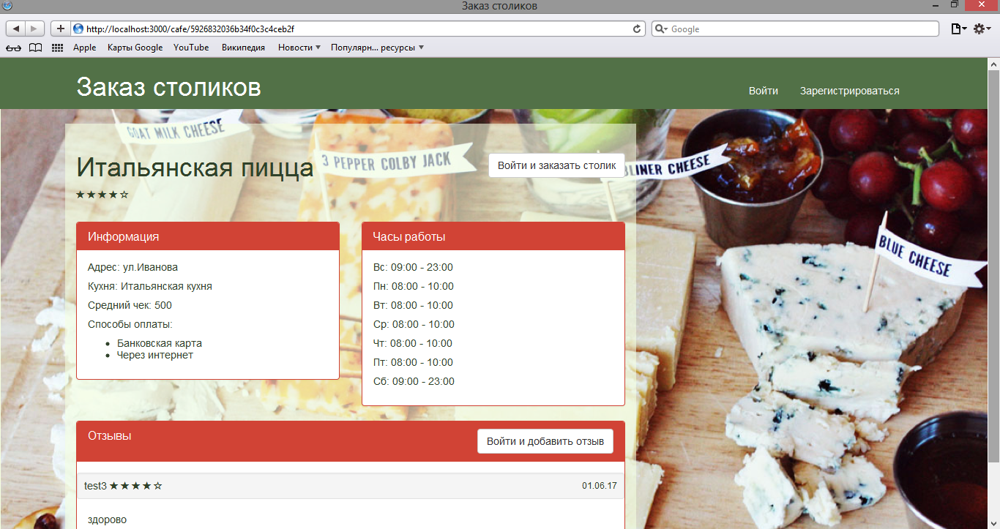 Заказ столиков
http://localhost:3000/cafe/5926832036b34f0c3c4ceb2f
Google
Apple Карты Google YouTube Википедия Новости Популярн... ресурсы
Заказ столиков
Войти Зарегистрироваться
GOAT MILK CHEESE
3 PEPPER COLBY JACK
LINER CHEESE
BLUE CHEESE
Итальянская пицца
Войти и заказать столик
★★★★☆
Информация
Адрес: ул.Иванова
Кухня: Итальянская кухня
Средний чек: 500
Способы оплаты:
• Банковская карта
• Через интернет
Часы работы
Вс: 09:00 - 23:00
Пн: 08:00 - 10:00
Вт: 08:00 - 10:00
Ср: 08:00 - 10:00
Чт: 08:00 - 10:00
Пт: 08:00 - 10:00
Сб: 09:00 - 23:00
Отзывы
Войти и добавить отзыв
test3 ★★★★☆ 01.06.17
здорово